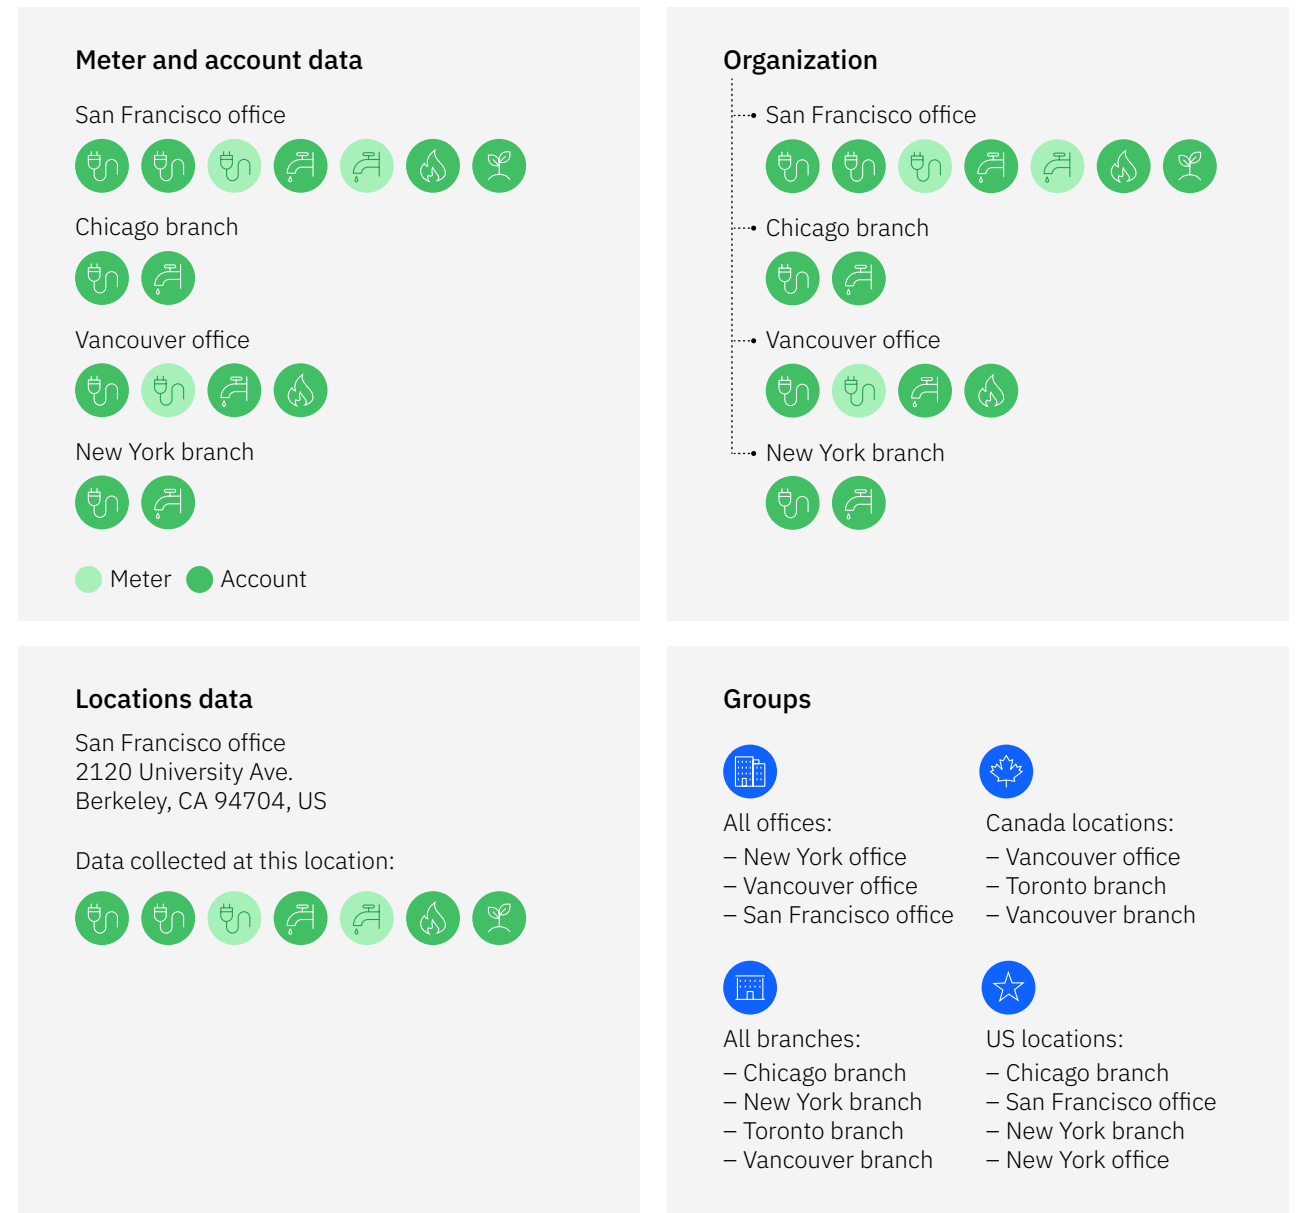 Meter and account data
San Francisco office
Chicago branch
Vancouver office
New York branch
Meter
Account
Organization
San Francisco office
Chicago branch
Vancouver office
New York branch
Locations data
San Francisco office
2120 University Ave.
Berkeley, CA 94704, US
Data collected at this location:
Groups
All offices:
– New York office
– Vancouver office
– San Francisco office
Canada locations:
– Vancouver office
– Toronto branch
– Vancouver branch
All branches:
– Chicago branch
– New York branch
– Toronto branch
– Vancouver branch
US locations:
– Chicago branch
– San Francisco office
– New York branch
– New York office